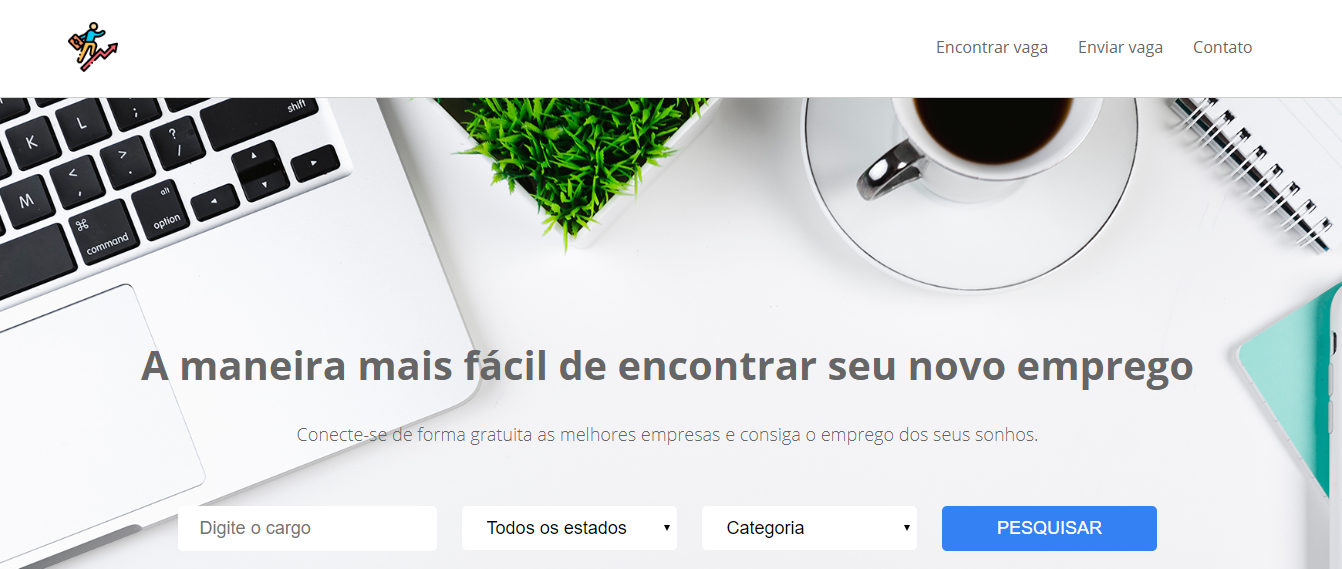 Encontrar vaga Enviar vaga Contato
shift
L ; 
K > . ? /
M < ,
alt
option
⌘
command
A maneira mais fácil de encontrar seu novo emprego
Conecte-se de forma gratuita as melhores empresas e consiga o emprego dos seus sonhos.
Digite o cargo Todos os estados Categoria PESQUISAR